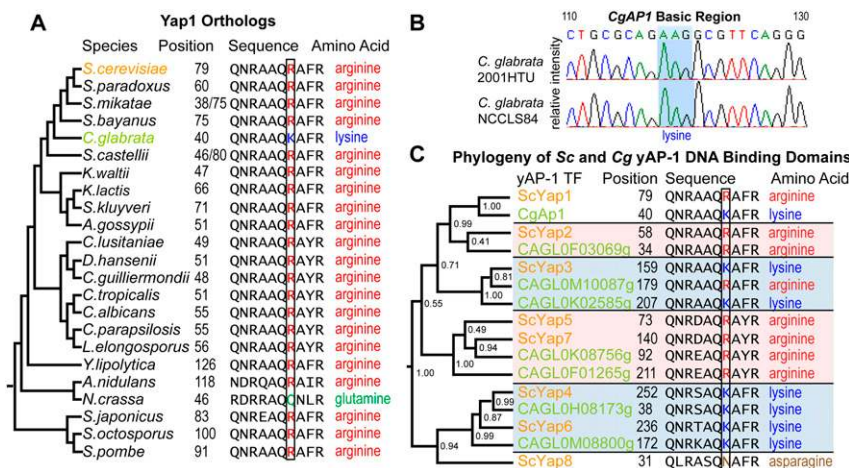 A
Yap1 Orthologs
Species Position Sequence Amino Acid
S.cerevisiae 79 QNRAAQRAFR arginine
S.paradoxus 60 QNRAAQRAFR arginine
S.mikatae 38/75 QNRAAQRAFR arginine
S.bayanus 75 QNRAAQRAFR arginine
C.glabrata 40 QNRAAQKAFR lysine
S.castellii 46/80 QNRAAQRAFR arginine
K.waltii 47 QNRAAQRAFR arginine
K.lactis 66 QNRAAQRAFR arginine
S.kluyveri 71 QNRAAQRAFR arginine
A.gossypii 51 QNRAAQRAFR arginine
C.lusitaniae 49 QNRAAQRAYR arginine
D.hansenii 51 QNRAAQRAYR arginine
C.guilliermondii 48 QNRAAQRAYR arginine
C.tropicalis 51 QNRAAQRAYR arginine
C.albicans 55 QNRAAQRAYR arginine
C.parapsilosis 55 QNRAAQRAYR arginine
L.elongosporus 56 QNRAAQRAYR arginine
Y.lipolytica 126 QNRAAQRAFR arginine
A.nidulans 118 NDRQAQRAIR arginine
N.crassa 46 RDRRAQQNLR glutamine
S.japonicus 83 QNREAQRAFR arginine
S.octosporus 100 QNRAAQRAFR arginine
S.pombe 91 QNRAAQRAFR arginine
B
CgAP1 Basic Region
110 130
C T G C G C A G A A G G C G T T C A G G G
C. glabrata
2001HTU
C. glabrata
NCCLS84
relative intensity
lysine
C
Phylogeny of Sc and Cg yAP-1 DNA Binding Domains
yAP-1 TF Position Sequence Amino Acid
ScYap1 79 QNRAAQRAFR arginine
1.00
CgAp1 40 QNRAAQKAFR lysine
0.99
ScYap2 58 QNRAAQRAFR arginine
0.41
CAGL0F03069g 34 QNRAAQRAFR arginine
0.71
ScYap3 159 QNRAAQKAFR lysine
0.81
CAGL0M10087g 179 QNRAAQRAFR arginine
1.00
CAGL0K02585g 207 QNRAAQKAFR lysine
0.55
ScYap5 73 QNRDAQRAYR arginine
0.49
ScYap7 140 QNRDAQRAYR arginine
0.94
CAGL0K08756g 92 QNREAQRAYR arginine
1.00
CAGL0F01265g 211 QNREAQRAYR arginine
ScYap4 252 QNRSAQKAFR lysine
0.99
CAGL0H08173g 38 QNRSAQKAFR lysine
0.87
ScYap6 236 QNRTAQKAFR lysine
0.99
CAGL0M08800g 172 QNRKAQKAFR lysine
0.94
ScYap8 31 QLRASQNAFR asparagine